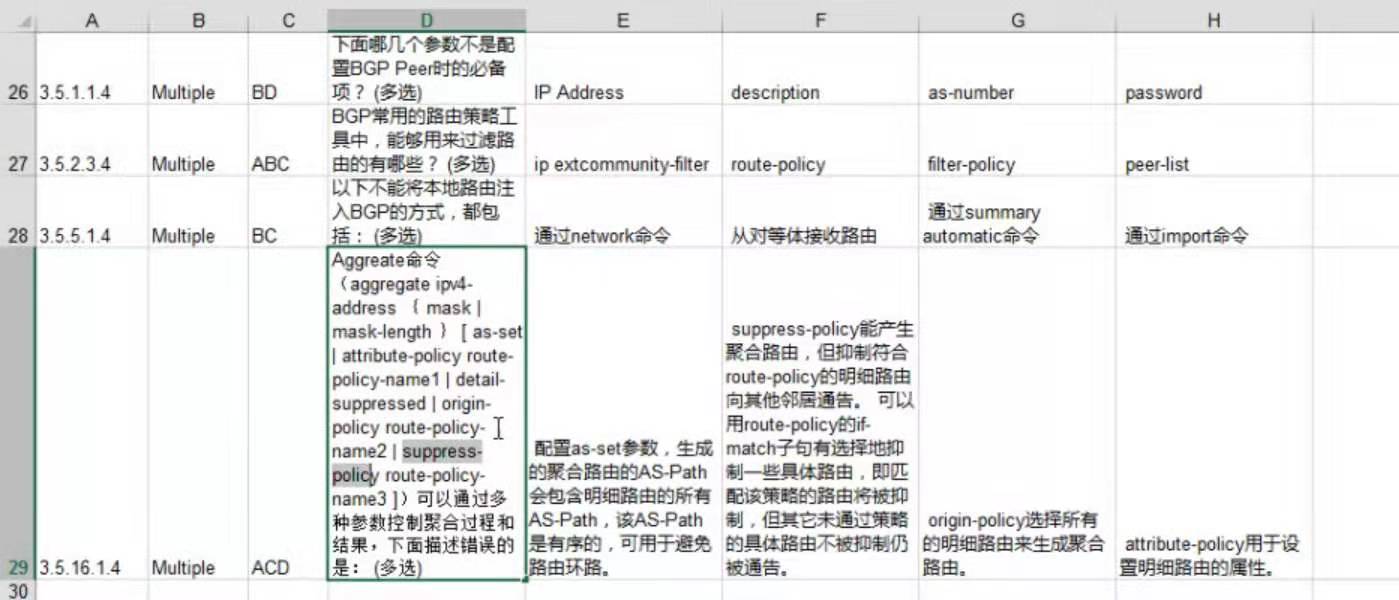 A B C D E F G H
下面哪几个参数不是配
置BGP Peer时的必备
26 3.5.1.1.4 Multiple BD 项？ (多选) IP Address description as-number password
BGP常用的路由策略工
具中，能够用来过滤路
27 3.5.2.3.4 Multiple ABC 由的有哪些？ (多选) ip extcommunity-filter route-policy filter-policy peer-list
以下不能将本地路由注
入BGP的方式，都包
通过summary
28 3.5.5.1.4 Multiple BC 括： (多选) 通过network命令 从对等体接收路由 automatic命令 通过import命令
Aggreate命令
（aggregate ipv4-
address ｛ mask |
mask-length ｝ [ as-set
| attribute-policy route-
policy-name1 | detail-
suppressed | origin-
policy route-policy-
name2 | suppress-
policy route-policy-
name3 ]）可以通过多
种参数控制聚合过程和
结果，下面描述错误的
29 3.5.16.1.4 Multiple ACD 是： (多选)
配置as-set参数，生成
的聚合路由的AS-Path
会包含明细路由的所有
AS-Path，该AS-Path
是有序的，可用于避免
路由环路。
suppress-policy能产生
聚合路由，但抑制符合
route-policy的明细路由
向其他邻居通告。 可以
用route-policy的if-
match子句有选择地抑
制一些具体路由，即匹
配该策略的路由将被抑
制，但其它未通过策略
的具体路由不被抑制仍
被通告。
origin-policy选择所有
的明细路由来生成聚合
路由。
attribute-policy用于设
置明细路由的属性。
30